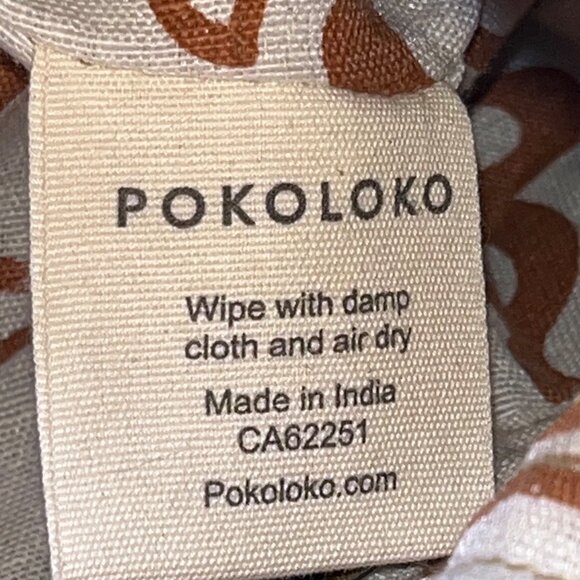 POKOLOKO
Wipe with damp
cloth and air dry
Made in India
CA62251
Pokoloko.com